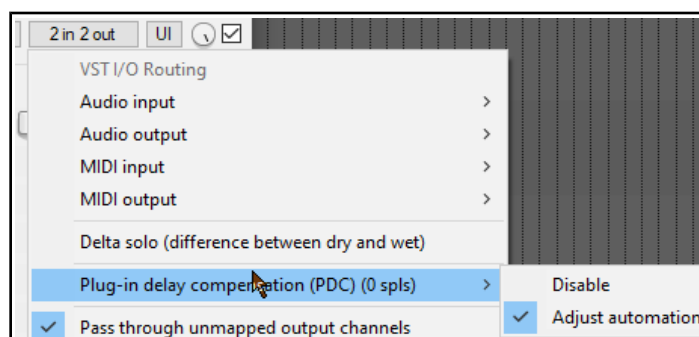 2 in 2 out UI
VST I/O Routing
Audio input
Audio output
MIDI input
MIDI output
Delta solo (difference between dry and wet)
Plug-in delay compensation (PDC) (0 spls)
Disable
Adjust automation
Pass through unmapped output channels